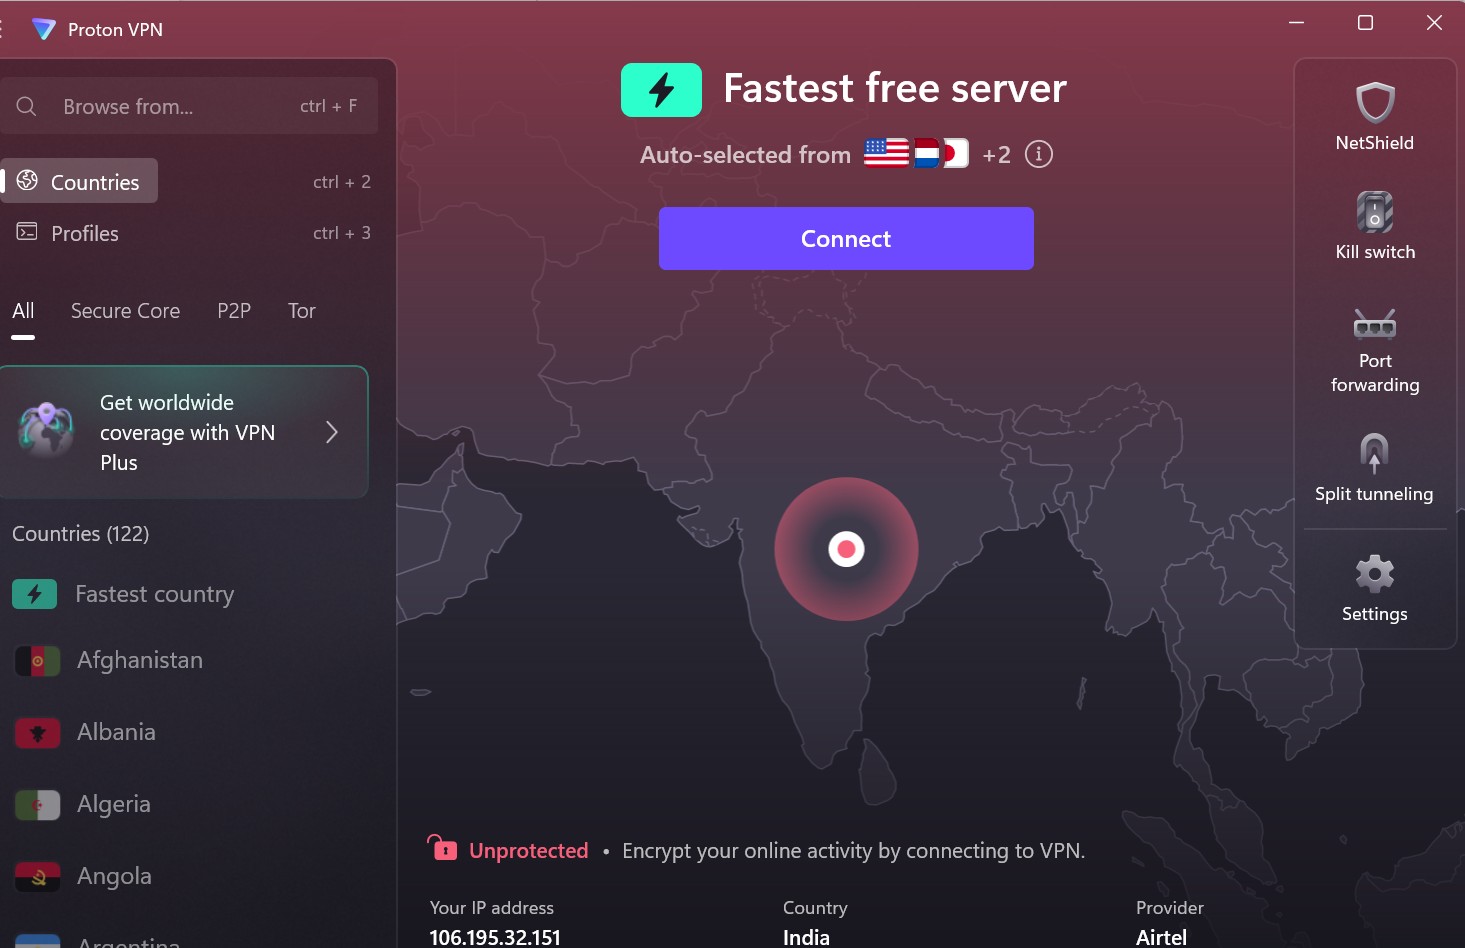 Proton VPN
Browse from...
ctrl + F
Countries
ctrl + 2
Profiles
ctrl + 3
All
Secure Core
P2P
Tor
Get worldwide
coverage with VPN
Plus
Countries (122)
Fastest country
Afghanistan
Albania
Algeria
Angola
Argentina
Fastest free server
Auto-selected from
+2
Connect
Unprotected • Encrypt your online activity by connecting to VPN.
Your IP address
106.195.32.151
Country
India
Provider
Airtel
NetShield
Kill switch
Port
forwarding
Split tunneling
Settings